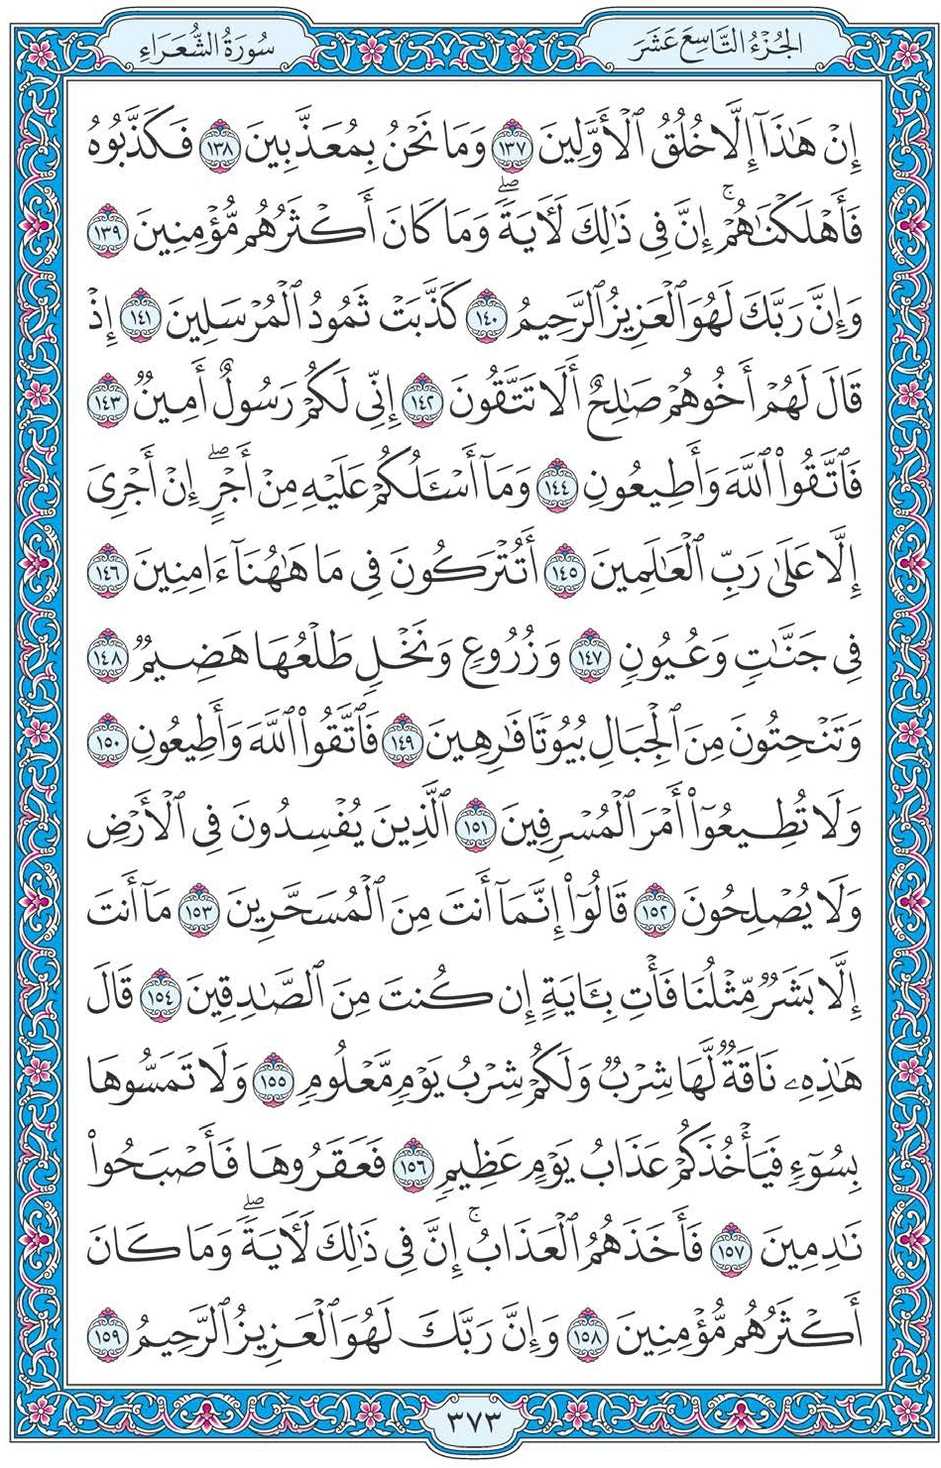 الجُزْءُ التَّاسِعَ عَشَرَ
سُورَةُ الشُّعَرَاءِ
إِنْ هَٰذَآ إِلَّا خُلُقُ ٱلْأَوَّلِينَ ١٣٧ وَمَا نَحْنُ بِمُعَذَّبِينَ ١٣٨ فَكَذَّبُوهُ
فَأَهْلَكْنَٰهُمْ ۚ إِنَّ فِى ذَٰلِكَ لَءَايَةً ۖ وَمَا كَانَ أَكْثَرُهُم مُّؤْمِنِينَ ١٣٩
وَإِنَّ رَبَّكَ لَهُوَ ٱلْعَزِيزُ ٱلرَّحِيمُ ١٤٠ كَذَّبَتْ ثَمُودُ ٱلْمُرْسَلِينَ ١٤١ إِذْ
قَالَ لَهُمْ أَخُوهُمْ صَٰلِحٌ أَلَا تَتَّقُونَ ١٤٢ إِنِّى لَكُمْ رَسُولٌ أَمِينٌ ١٤٣
فَٱتَّقُوا۟ ٱللَّهَ وَأَطِيعُونِ ١٤٤ وَمَآ أَسْـَٔلُكُمْ عَلَيْهِ مِنْ أَجْرٍ ۖ إِنْ أَجْرِىَ
إِلَّا عَلَىٰ رَبِّ ٱلْعَٰلَمِينَ ١٤٥ أَتُتْرَكُونَ فِى مَا هَٰهُنَآ ءَامِنِينَ ١٤٦
فِى جَنَّٰتٍ وَعُيُونٍ ١٤٧ وَزُرُوعٍ وَنَخْلٍ طَلْعُهَا هَضِيمٌ ١٤٨
وَتَنْحِتُونَ مِنَ ٱلْجِبَالِ بُيُوتًا فَٰرِهِينَ ١٤٩ فَٱتَّقُوا۟ ٱللَّهَ وَأَطِيعُونِ ١٥٠
وَلَا تُطِيعُوٓا۟ أَمْرَ ٱلْمُسْرِفِينَ ١٥١ ٱلَّذِينَ يُفْسِدُونَ فِى ٱلْأَرْضِ
وَلَا يُصْلِحُونَ ١٥٢ قَالُوٓا۟ إِنَّمَآ أَنتَ مِنَ ٱلْمُسَحَّرِينَ ١٥٣ مَآ أَنتَ
إِلَّا بَشَرٌ مِّثْلُنَا فَأْتِ بِـَٔايَةٍ إِن كُنتَ مِنَ ٱلصَّٰدِقِينَ ١٥٤ قَالَ
هَٰذِهِۦ نَاقَةٌ لَّهَا شِرْبٌ وَلَكُمْ شِرْبُ يَوْمٍ مَّعْلُومٍ ١٥٥ وَلَا تَمَسُّوهَا
بِسُوٓءٍ فَيَأْخُذَكُمْ عَذَابُ يَوْمٍ عَظِيمٍ ١٥٦ فَعَقَرُوهَا فَأَصْبَحُوا۟
نَٰدِمِينَ ١٥٧ فَأَخَذَهُمُ ٱلْعَذَابُ ۚ إِنَّ فِى ذَٰلِكَ لَءَايَةً ۖ وَمَا كَانَ
أَكْثَرُهُم مُّؤْمِنِينَ ١٥٨ وَإِنَّ رَبَّكَ لَهُوَ ٱلْعَزِيزُ ٱلرَّحِيمُ ١٥٩
٣٧٣